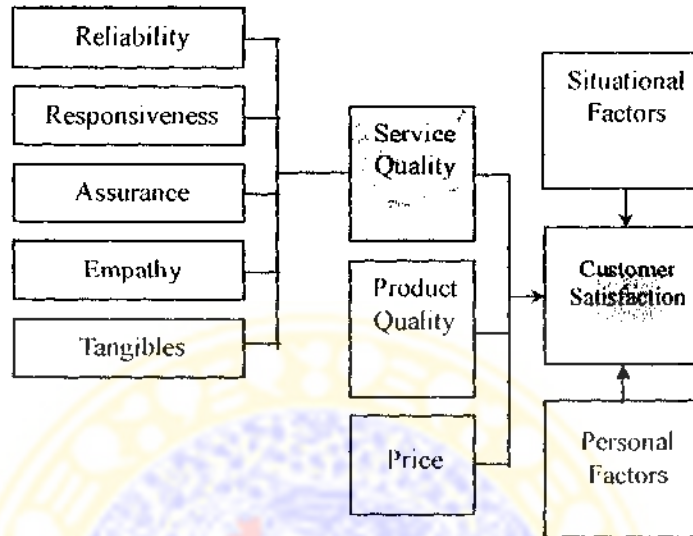 Reliability
Responsiveness
Assurance
Empathy
Tangibles
Service
Quality
Product
Quality
Price
Situational
Factors
Customer
Satisfaction
Personal
Factors